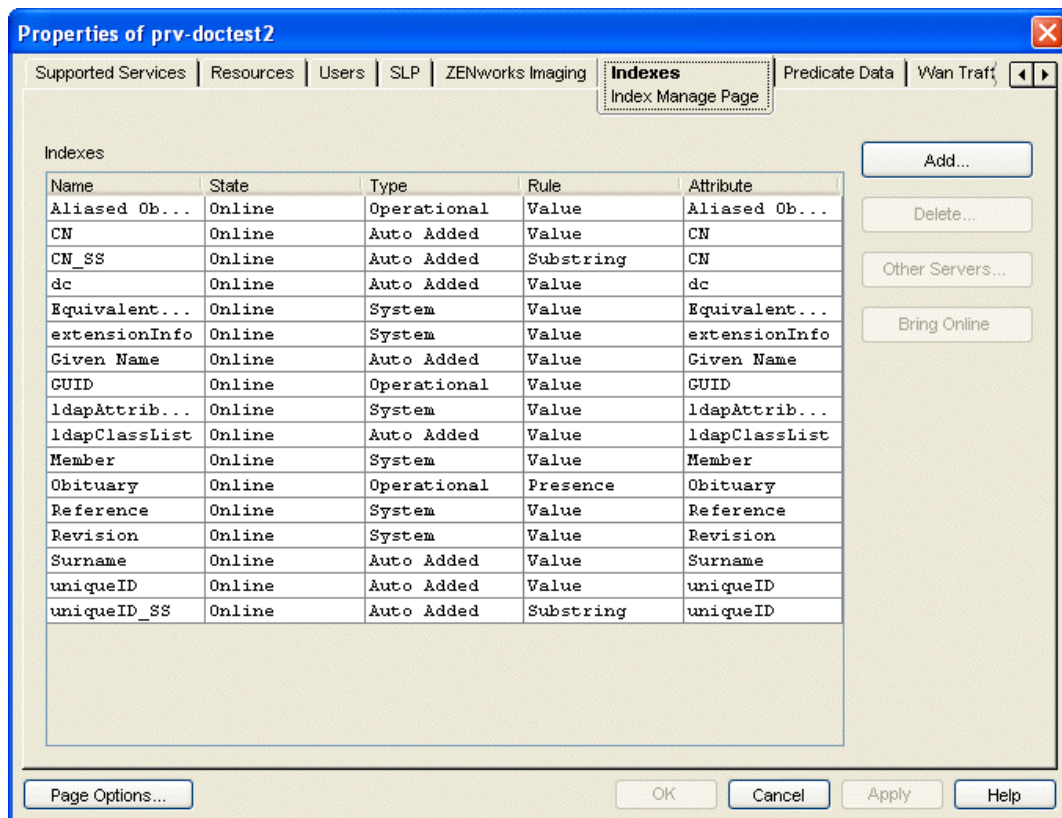 Properties of prv-doctest2
Supported Services Resources Users SLP ZENworks Imaging Indexes Predicate Data Wan Traf
Index Manage Page
Indexes
Add...
Name State Type Rule Attribute
Aliased Ob... Online Operational Value Aliased Ob...
Delete...
CN Online Auto Added Value CN
CN_SS Online Auto Added Substring CN
Other Servers...
dc Online Auto Added Value dc
Equivalent... Online System Value Equivalent...
Bring Online
extensionInfo Online System Value extensionInfo
Given Name Online Auto Added Value Given Name
GUID Online Operational Value GUID
ldapAttrib... Online System Value ldapAttrib...
ldapClassList Online Auto Added Value ldapClassList
Member Online System Value Member
Obituary Online Operational Presence Obituary
Reference Online System Value Reference
Revision Online System Value Revision
Surname Online Auto Added Value Surname
uniqueID Online Auto Added Value uniqueID
uniqueID_SS Online Auto Added Substring uniqueID
Page Options... OK Cancel Apply Help